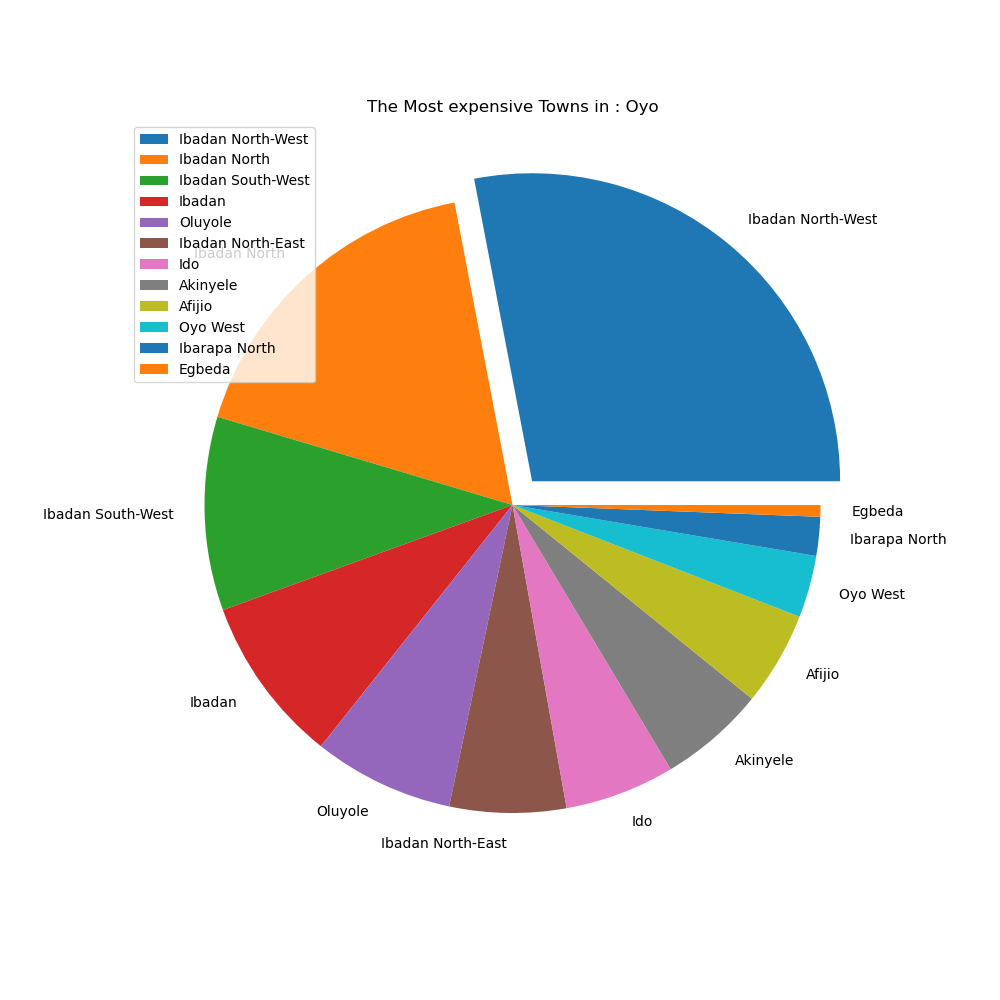 The Most expensive Towns in : Oyo
Ibadan North-West
Ibadan North
Ibadan South-West
Ibadan
Oluyole
Ibadan North-East
Ido
Akinyele
Afijio
Oyo West
Ibarapa North
Egbeda
Ibadan North-West
Ibadan North
Ibadan South-West
Ibadan
Oluyole
Ibadan North-East
Ido
Akinyele
Afijio
Oyo West
Ibarapa North
Egbeda